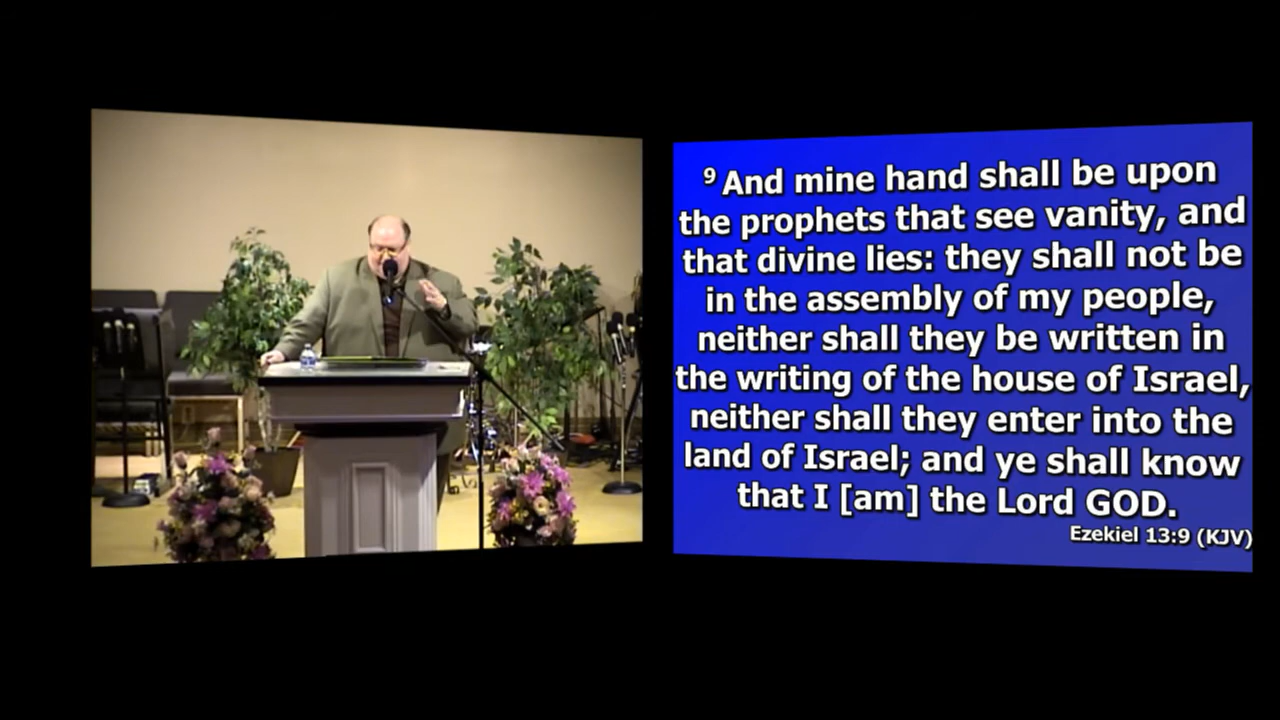 9 And mine hand shall be upon
the prophets that see vanity, and
that divine lies: they shall not be
in the assembly of my people,
neither shall they be written in
the writing of the house of Israel,
neither shall they enter into the
land of Israel; and ye shall know
that I [am] the Lord GOD.
Ezekiel 13:9 (KJV)